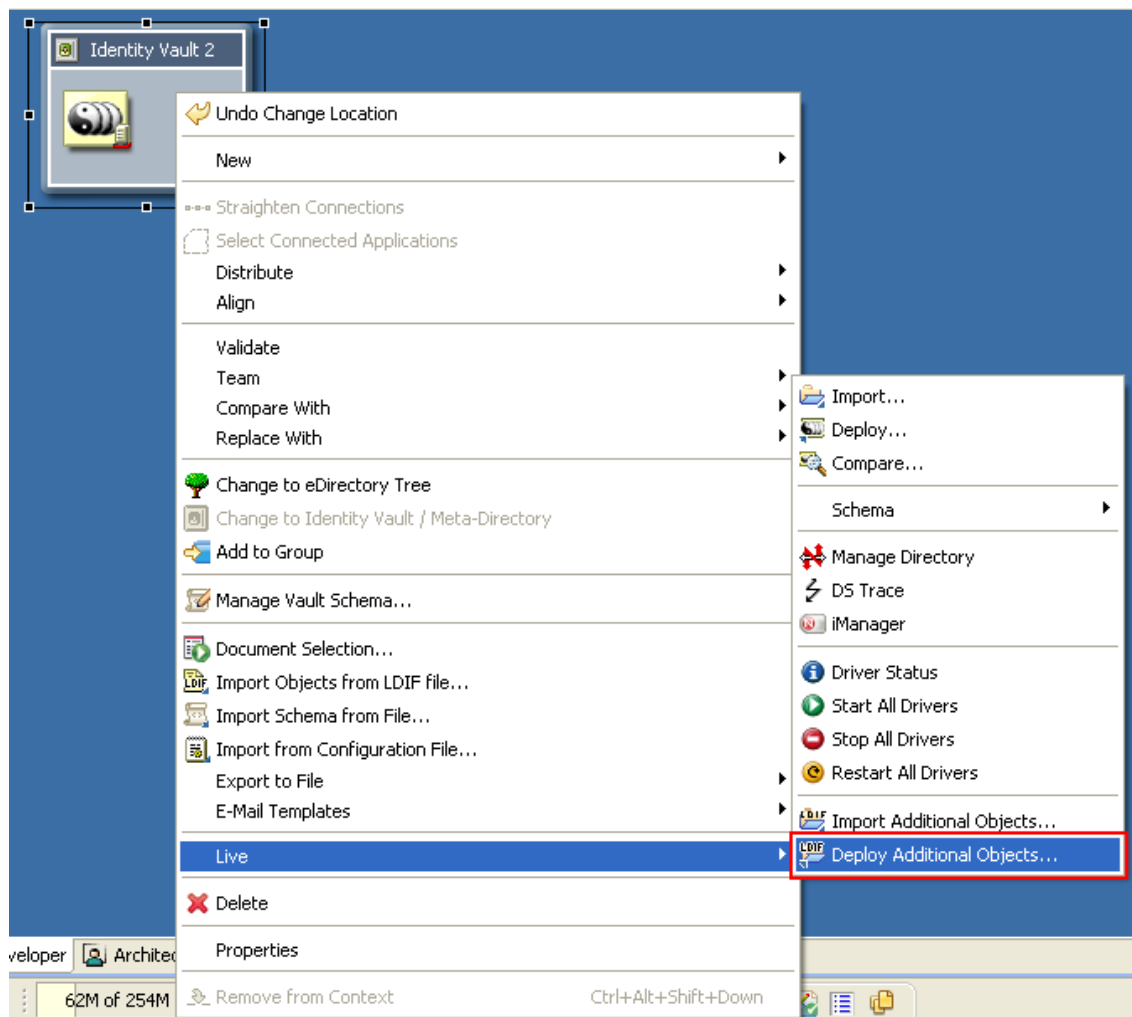 Identity Vault 2
Undo Change Location
New
Straighten Connections
Select Connected Applications
Distribute
Align
Validate
Team
Compare With
Replace With
Change to eDirectory Tree
Change to Identity Vault / Meta-Directory
Add to Group
Manage Vault Schema...
Document Selection...
Import Objects from LDIF file...
Import Schema from File...
Import from Configuration File...
Export to File
E-Mail Templates
Live
Delete
Properties
Remove from Context Ctrl+Alt+Shift+Down
Import...
Deploy...
Compare...
Schema
Manage Directory
DS Trace
iManager
Driver Status
Start All Drivers
Stop All Drivers
Restart All Drivers
LDIF Import Additional Objects...
LDIF Deploy Additional Objects...
veloper Architec
62M of 254M